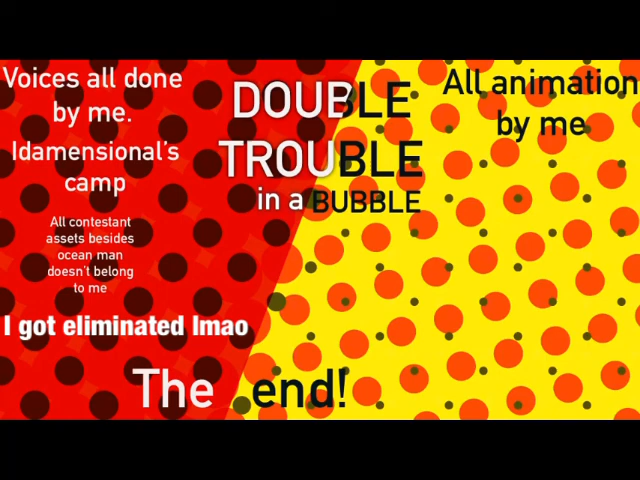 Voices all done
by me.
Idamensional's
camp
All contestant
assets besides
ocean man
doesn't belong
to me
I got eliminated lmao
DOUBLE
TROUBLE
in a BUBBLE
All animation
by me
The end!